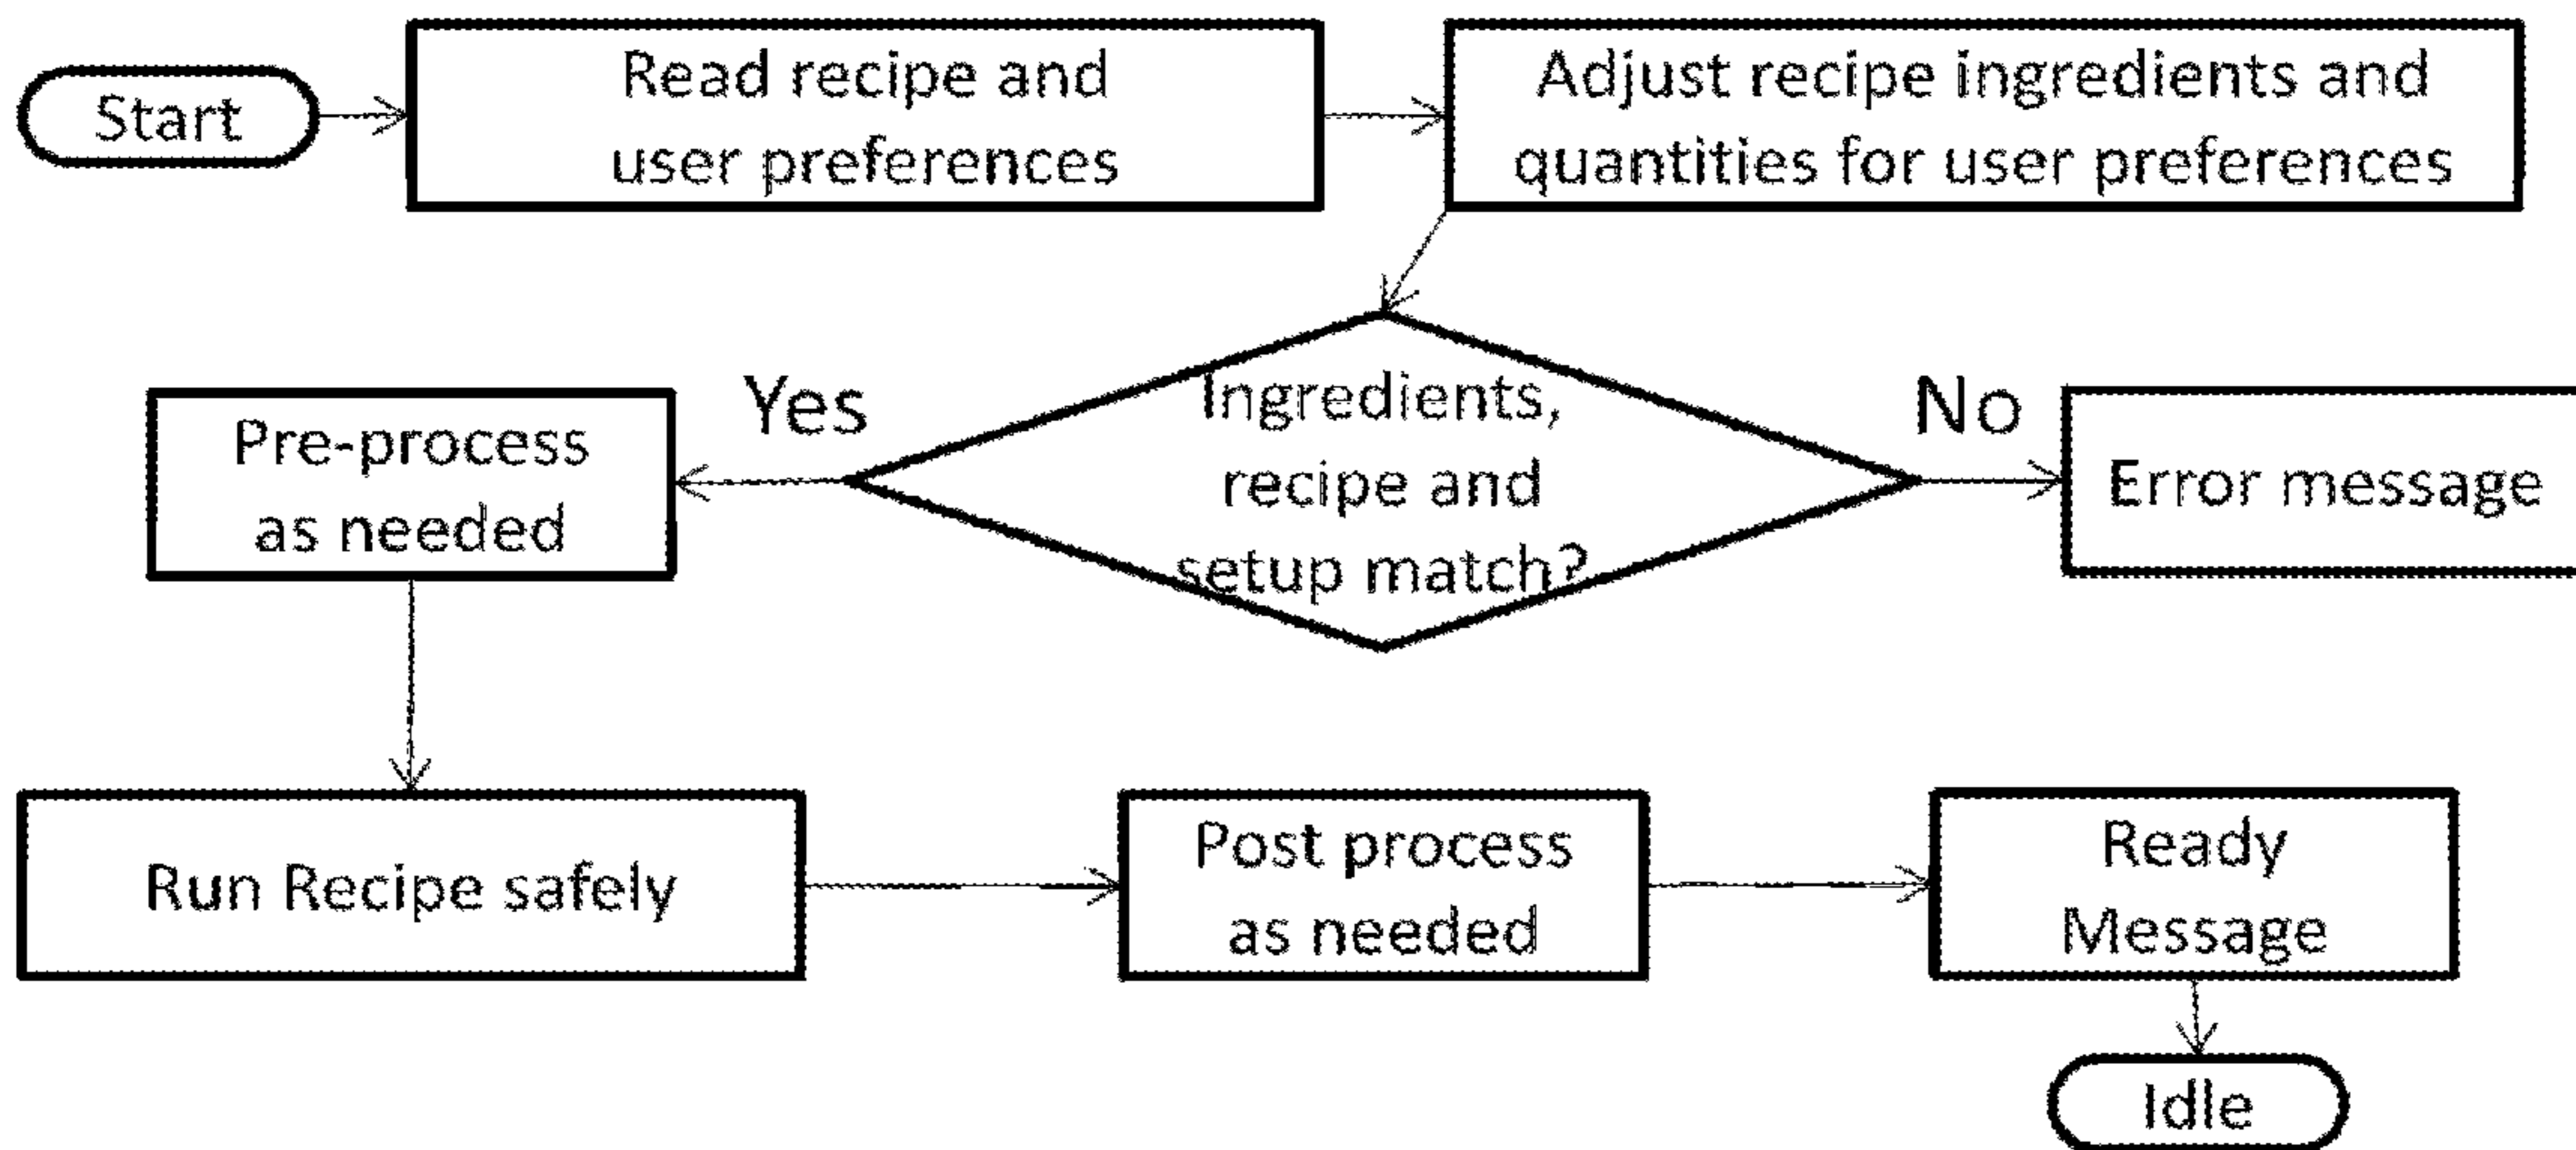 Start
Read recipe and
user preferences
Adjust recipe ingredients and
quantities for user preferences
Yes
Ingredients,
recipe and
setup match?
No
Pre-process
as needed
Error message
Run Recipe safely
Post process
as needed
Ready
Message
Idle